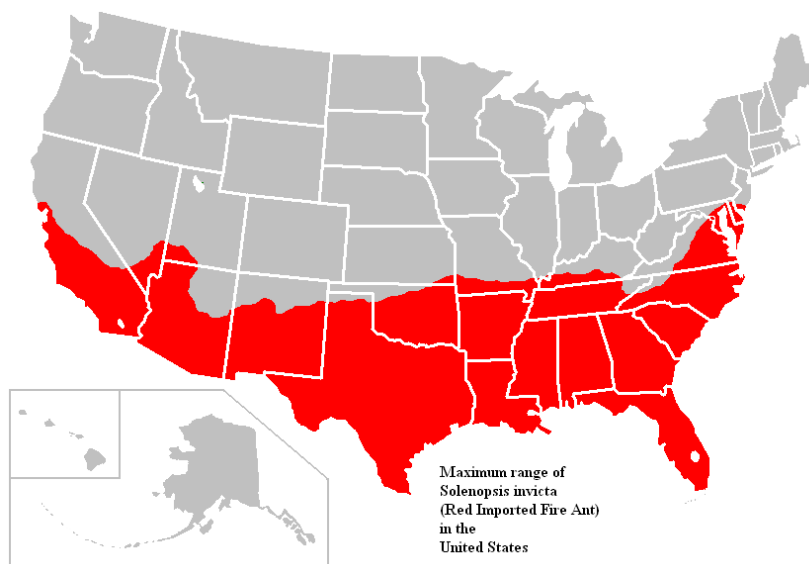 Maximum range of
Solenopsis invicta
(Red Imported Fire Ant)
in the
United States